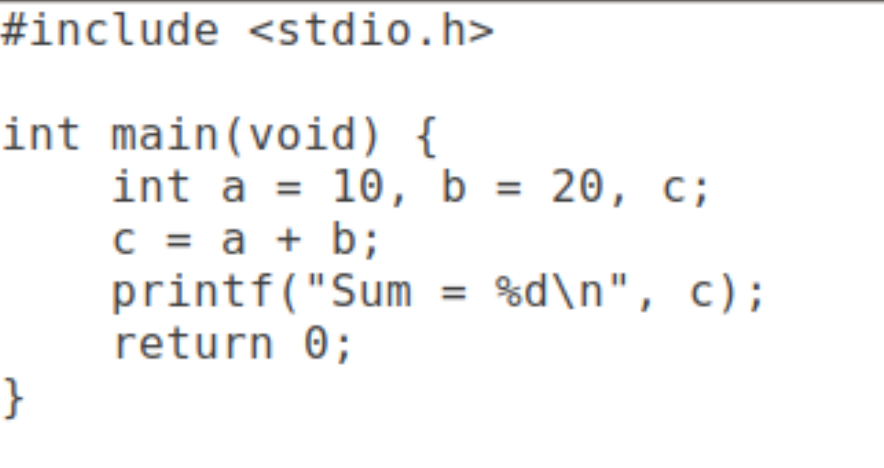 #include <stdio.h>

int main(void) {
    int a = 10, b = 20, c;
    c = a + b;
    printf("Sum = %d\n", c);
    return 0;
}